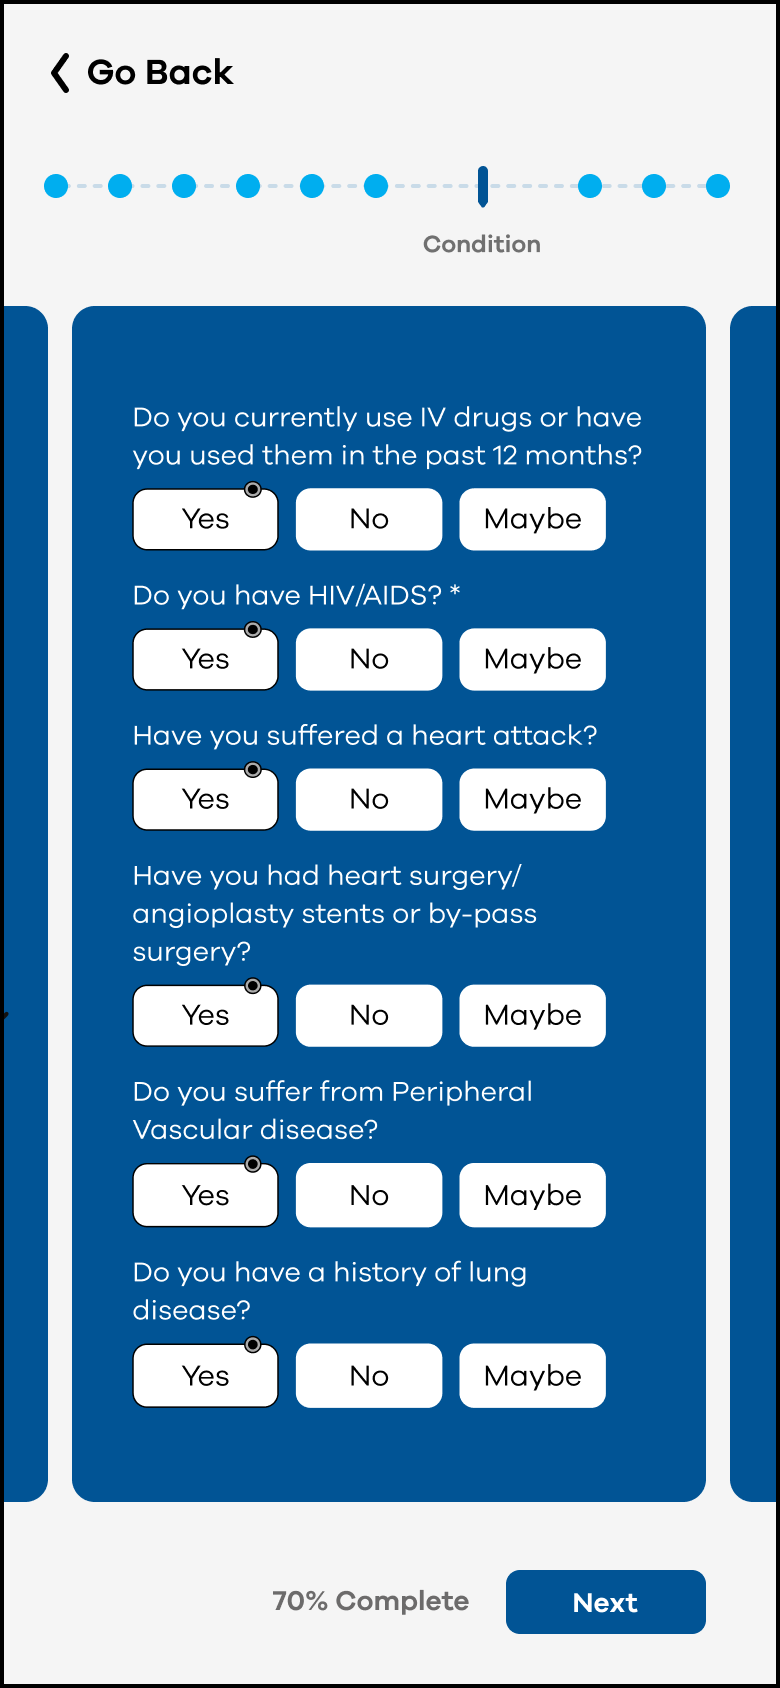 Go Back
Condition
Do you currently use IV drugs or have
you used them in the past 12 months?
Yes No Maybe
Do you have HIV/AIDS? *
Yes No Maybe
Have you suffered a heart attack?
Yes No Maybe
Have you had heart surgery/
angioplasty stents or by-pass
surgery?
Yes No Maybe
Do you suffer from Peripheral
Vascular disease?
Yes No Maybe
Do you have a history of lung
disease?
Yes No Maybe
70% Complete Next